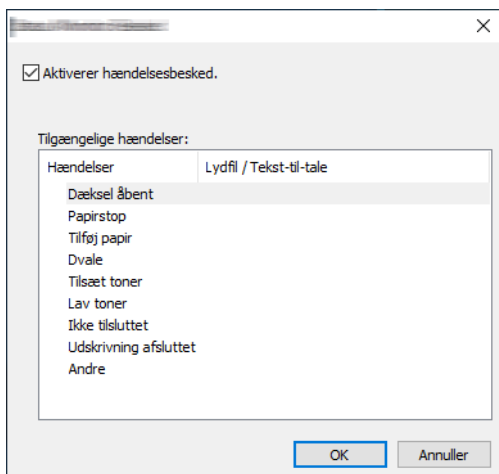 Aktiverer hændelsesbesked.
Tilgængelige hændelser:
Hændelser Lydfil / Tekst-til-tale
Dæksel åbent
Papirstop
Tilføj papir
Dvale
Tilsæt toner
Lav toner
Ikke tilsluttet
Udskrivning afsluttet
Andre
OK Annuller